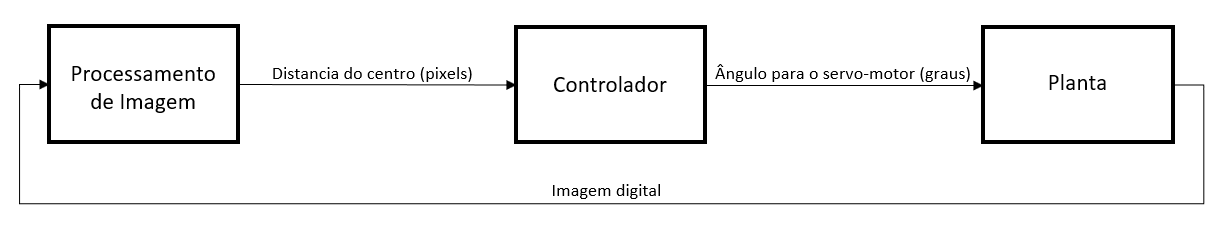 Processamento
de Imagem
Distancia do centro (pixels)
Controlador
Ângulo para o servo-motor (graus)
Planta
Imagem digital